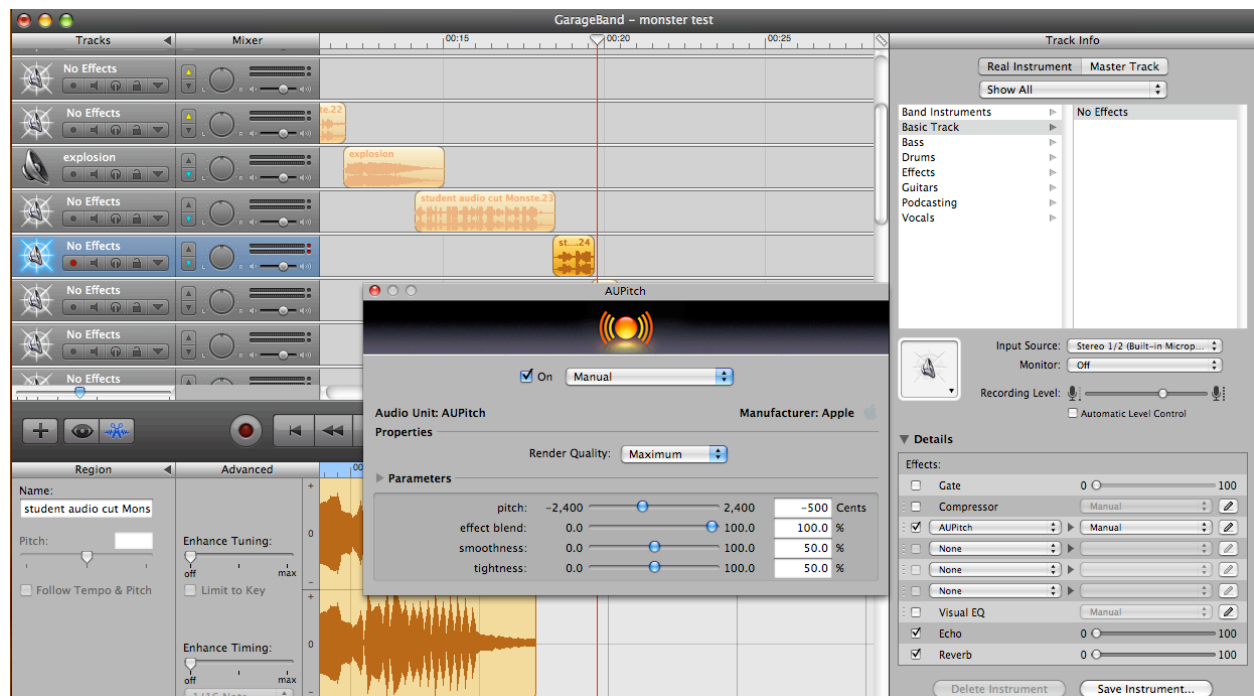 GarageBand – monster test
Tracks Mixer 00:15 00:20 00:25
No Effects
No Effects
te.22
explosion
explosion
No Effects
student audio cut Monste.23
No Effects
st....24
No Effects
No Effects
No Effects
Track Info
Real Instrument Master Track
Show All
Band Instruments No Effects
Basic Track
Bass
Drums
Effects
Guitars
Podcasting
Vocals
Input Source: Stereo 1/2 (Built-in Microp...
Monitor: Off
Recording Level:
Automatic Level Control
Details
Effects:
Gate 0 100
Compressor Manual
AUPitch Manual
None
None
None
Visual EQ Manual
Echo 0 100
Reverb 0 100
Delete Instrument Save Instrument...
AUPitch
On Manual
Audio Unit: AUPitch Manufacturer: Apple
Properties
Render Quality: Maximum
Parameters
pitch: -2,400 2,400 -500 Cents
effect blend: 0.0 100.0 100.0 %
smoothness: 0.0 100.0 50.0 %
tightness: 0.0 100.0 50.0 %
Region Advanced
Name:
student audio cut Mons
Pitch:
Follow Tempo & Pitch
Enhance Tuning:
off max
Limit to Key
Enhance Timing:
off max
+
0
-
+
0
-